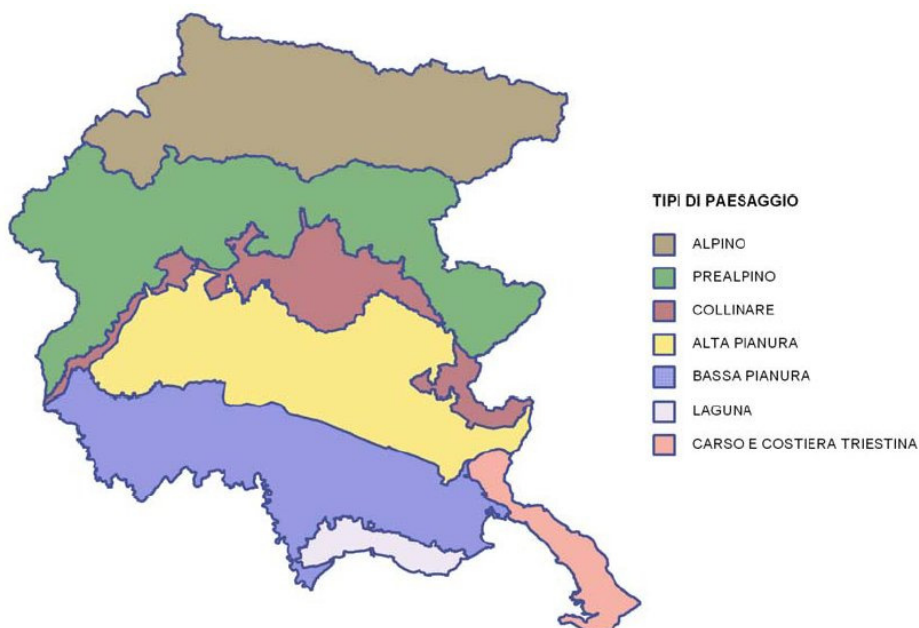 TIPI DI PAESAGGIO
ALPINO
PREALPINO
COLLINARE
ALTA PIANURA
BASSA PIANURA
LAGUNA
CARSO E COSTIERA TRIESTINA